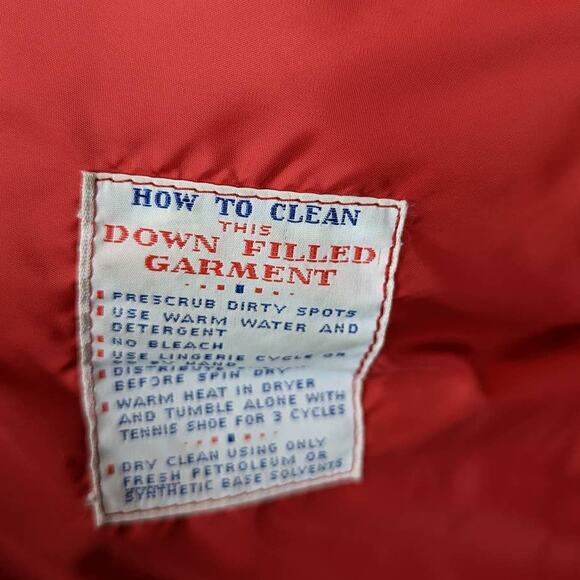 HOW TO CLEAN
THIS
DOWN FILLED
GARMENT
PRESCRUB DIRTY SPOTS
USE WARM WATER AND
DETERGENT
NO BLEACH
USE LINGERIE CYCLE OR
BEFORE SPIN DRY
WARM HEAT IN DRYER
AND TUMBLE ALONE WITH
TENNIS SHOE FOR 3 CYCLES
DRY CLEAN USING ONLY
FRESH PETROLEUM OR
SYNTHETIC BASE SOLVENTS